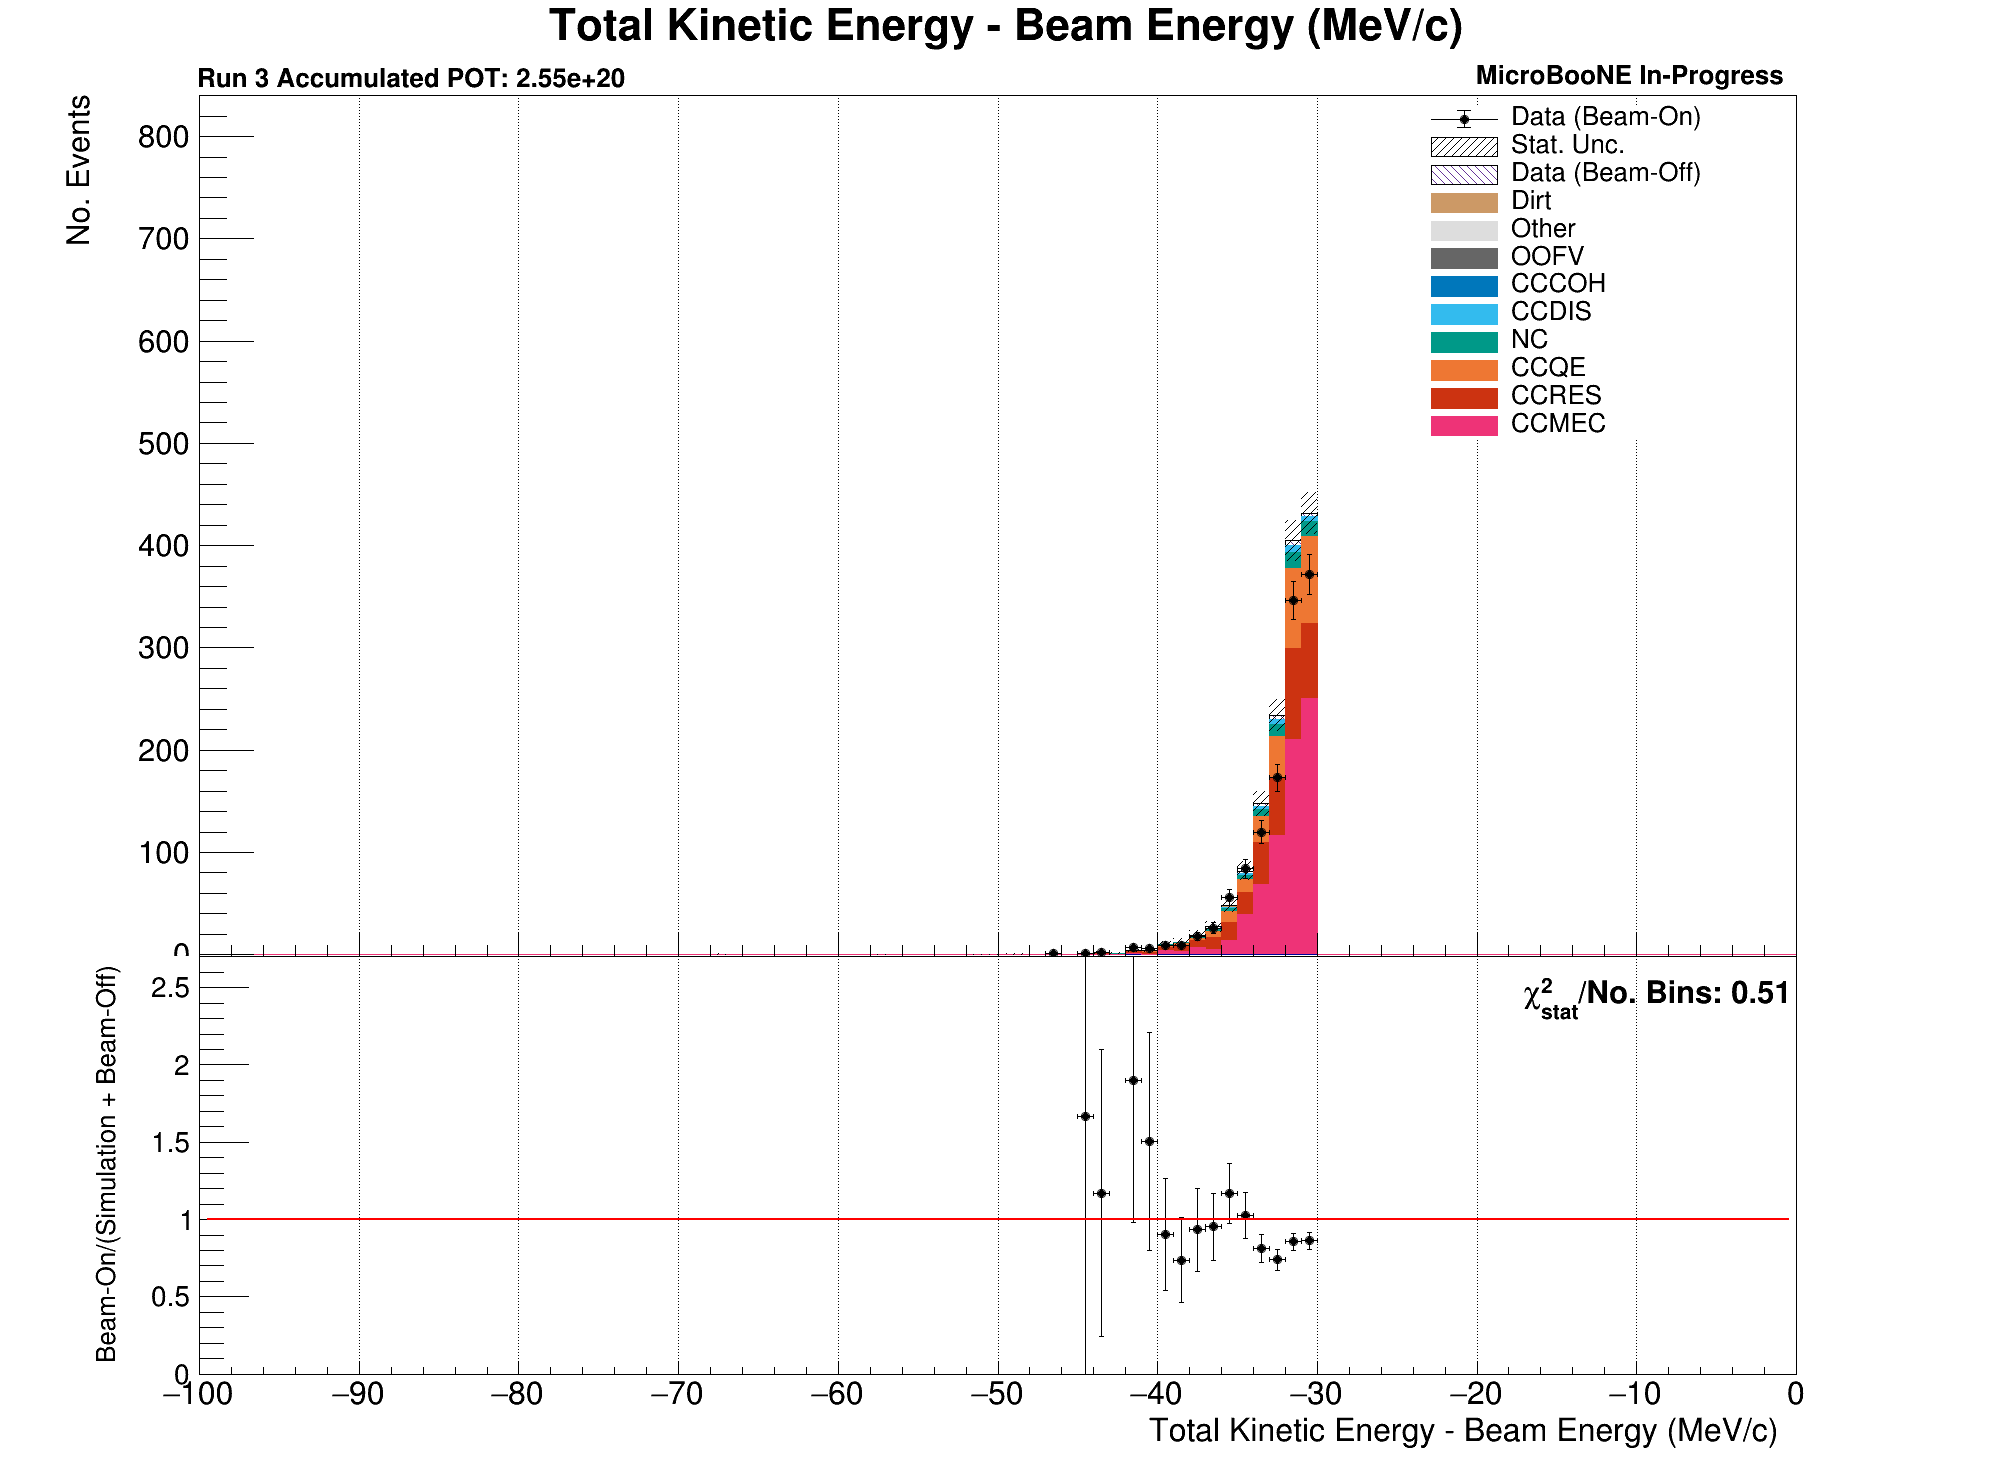 Total Kinetic Energy - Beam Energy (MeV/c)
Run 3 Accumulated POT: 2.55e+20
MicroBooNE In-Progress
No. Events
800
700
600
500
400
300
200
100
0
Data (Beam-On)
Stat. Unc.
Data (Beam-Off)
Dirt
Other
OOFV
CCCOH
CCDIS
NC
CCQE
CCRES
CCMEC
Beam-On/(Simulation + Beam-Off)
2.5
2
1.5
1
0.5
0
χ²stat/No. Bins: 0.51
−100 −90 −80 −70 −60 −50 −40 −30 −20 −10 0
Total Kinetic Energy - Beam Energy (MeV/c)